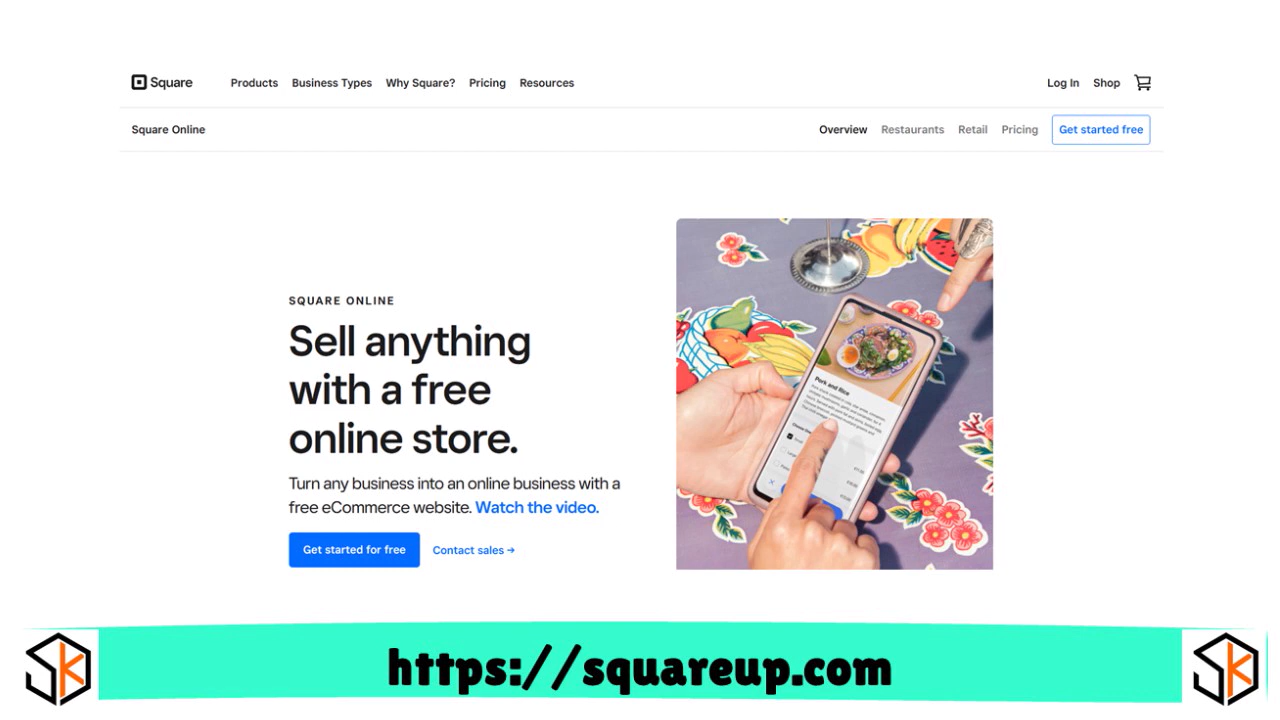 Square Products Business Types Why Square? Pricing Resources Log In Shop
Square Online Overview Restaurants Retail Pricing Get started free
SQUARE ONLINE
Sell anything
with a free
online store.
Turn any business into an online business with a
free eCommerce website. Watch the video.
Get started for free Contact sales →
Pork and Rice
https://squareup.com
SK SK